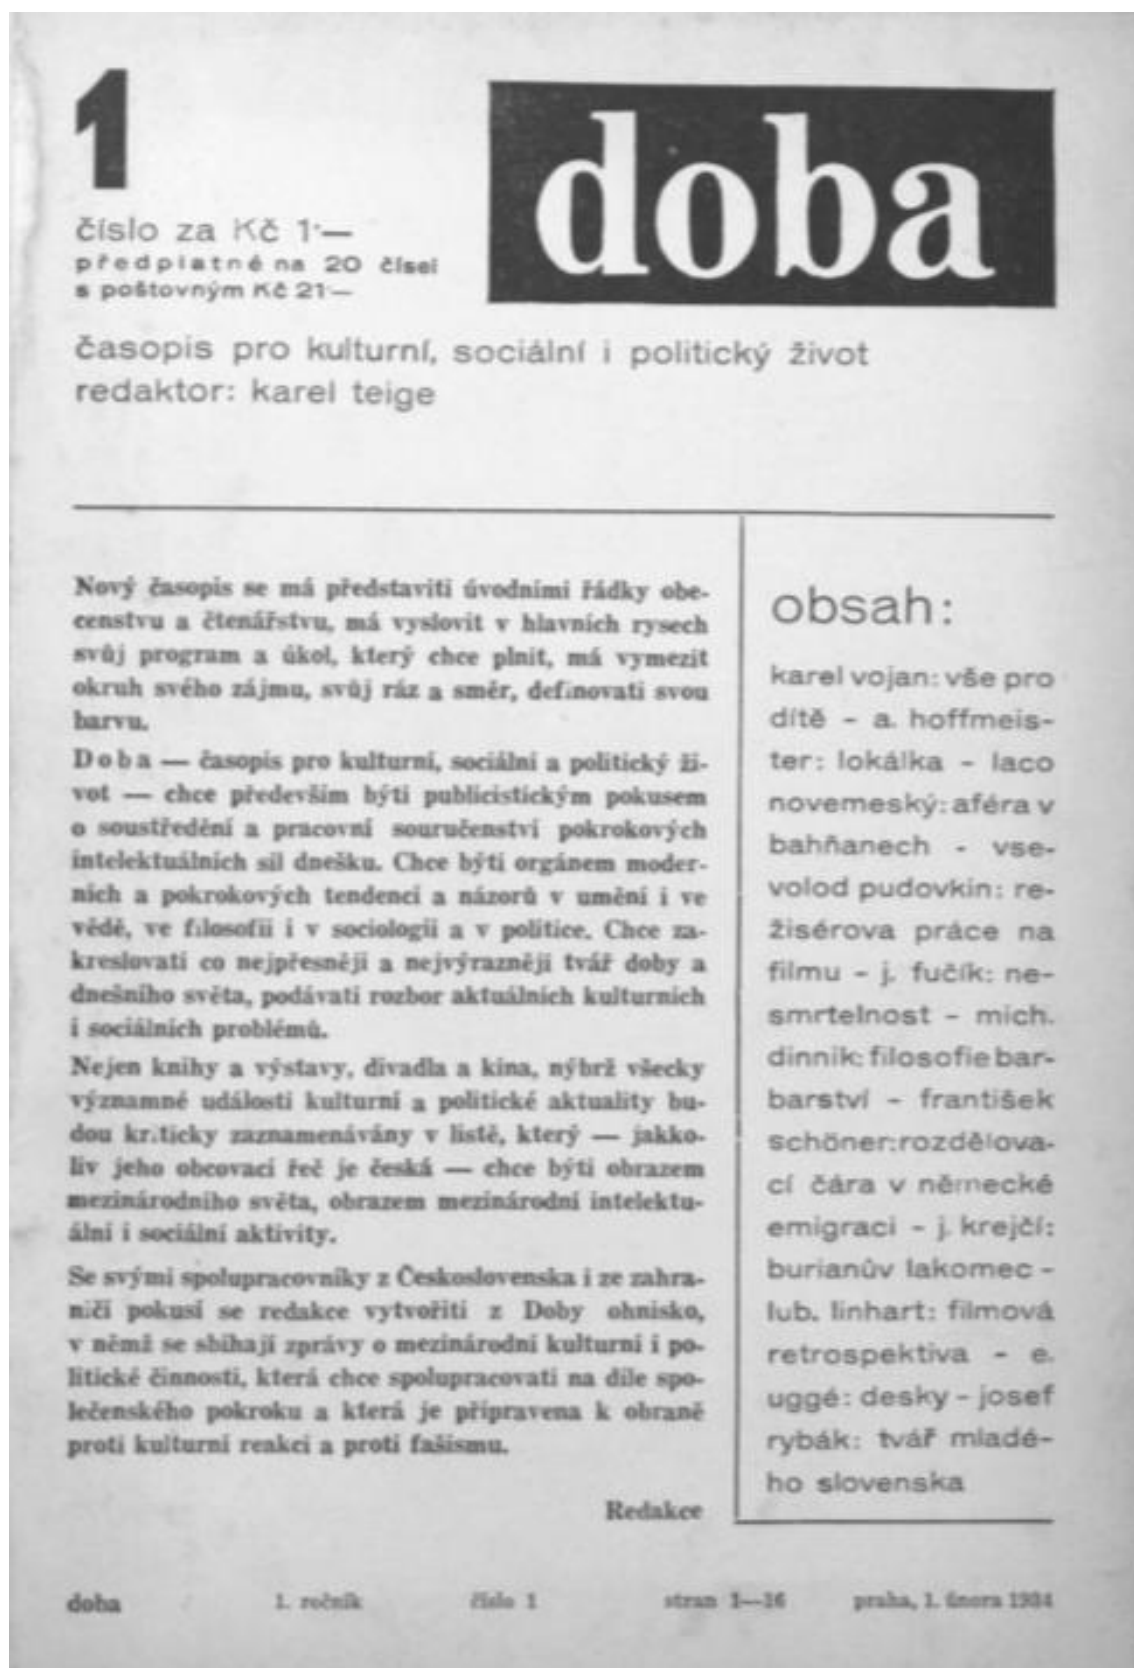 1
doba
číslo za Kč 1·—
předplatné na 20 čísel
s poštovným Kč 21·—
časopis pro kulturní, sociální i politický život
redaktor: karel teige
Nový časopis se má představiti úvodními řádky obe-
censtvu a čtenářstvu, má vyslovit v hlavních rysech
svůj program a úkol, který chce plnit, má vymezit
okruh svého zájmu, svůj ráz a směr, definovati svou
barvu.
Doba — časopis pro kulturní, sociální a politický ži-
vot — chce především býti publicistickým pokusem
o soustředění a pracovní souručenství pokrokových
intelektuálních sil dnešku. Chce býti orgánem moder-
ních a pokrokových tendencí a názorů v umění i ve
vědě, ve filosofii i v sociologii a v politice. Chce za-
kreslovati co nejpřesněji a nejvýrazněji tvář doby a
dnešního světa, podávati rozbor aktuálních kulturních
i sociálních problémů.
Nejen knihy a výstavy, divadla a kina, nýbrž všecky
významné události kulturní a politické aktuality bu-
dou kriticky zaznamenávány v listě, který — jakko-
liv jeho obcovací řeč je česká — chce býti obrazem
mezinárodního světa, obrazem mezinárodní intelektu-
ální i sociální aktivity.
Se svými spolupracovníky z Československa i ze zahra-
ničí pokusí se redakce vytvořiti z Doby ohnisko,
v němž se sbíhají zprávy o mezinárodní kulturní i po-
litické činnosti, která chce spolupracovati na díle spo-
lečenského pokroku a která je připravena k obraně
proti kulturní reakci a proti fašismu.
Redakce
obsah:
karel vojan: vše pro
dítě - a. hoffmeis-
ter: lokálka - laco
novemeský: aféra v
bahňanech - vse-
volod pudovkin: re-
žisérova práce na
filmu - j. fučík: ne-
smrtelnost - mich.
dinnik: filosofie bar-
barství - františek
schöner: rozdělova-
cí čára v německé
emigraci - j. krejčí:
burianův lakomec -
lub. linhart: filmová
retrospektiva - e.
uggé: desky - josef
rybák: tvář mladé-
ho slovenska
doba 1. ročník číslo 1 stran 1—16 praha, 1. února 1934